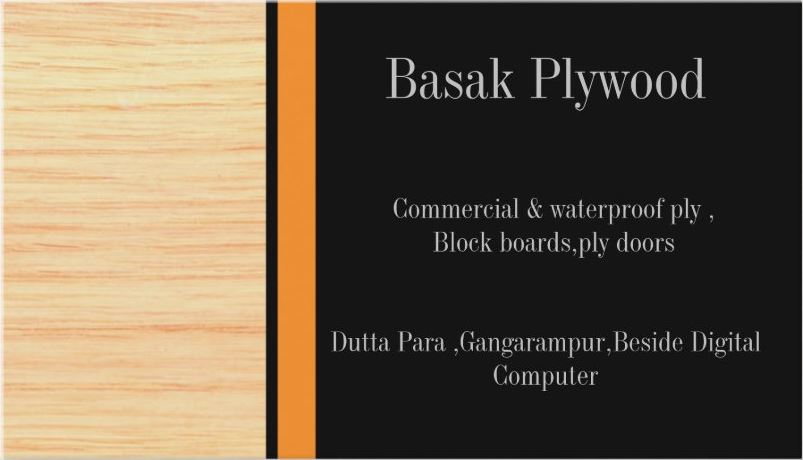 Basak Plywood
Commercial & waterproof ply ,
Block boards,ply doors
Dutta Para ,Gangarampur,Beside Digital
Computer